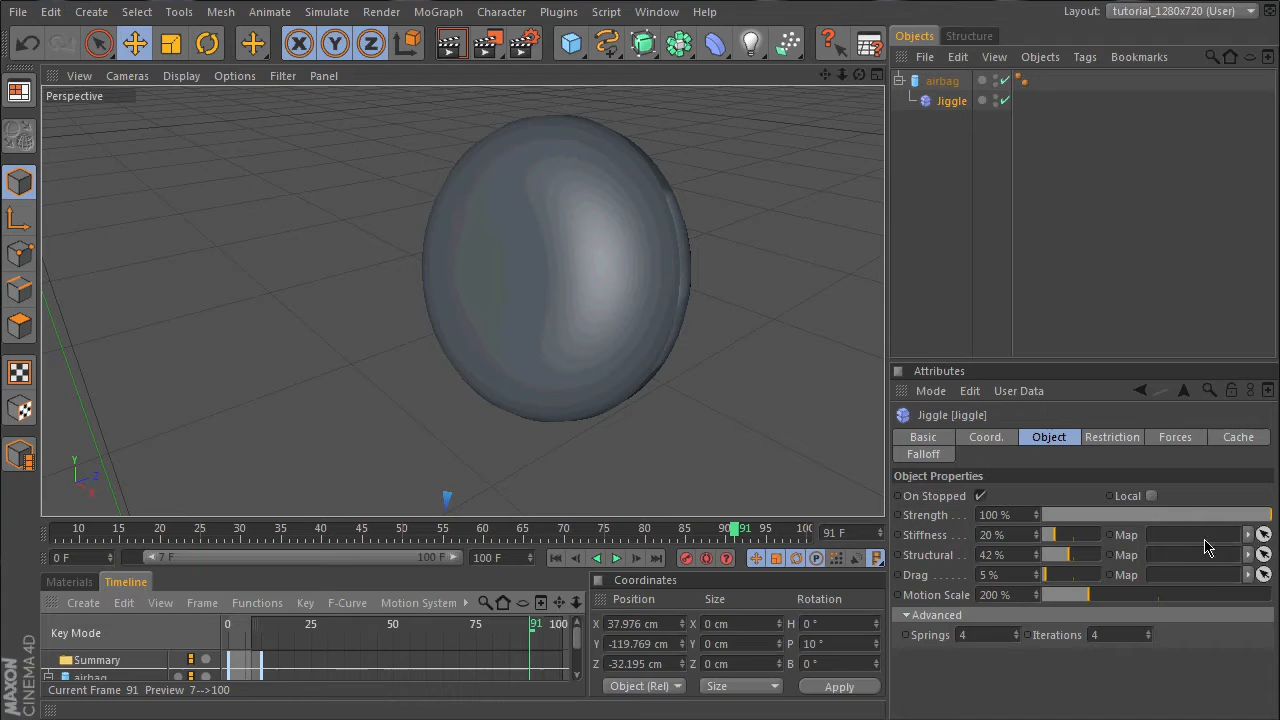 File Edit Create Select Tools Mesh Animate Simulate Render MoGraph Character Plugins Script Window Help Layout: tutorial_1280x720 (User)
Objects Structure
File Edit View Objects Tags Bookmarks
airbag
Jiggle
View Cameras Display Options Filter Panel
Perspective
X Y Z
Y Z X
Attributes
Mode Edit User Data
Jiggle [Jiggle]
Basic Coord. Object Restriction Forces Cache
Falloff
Object Properties
On Stopped Local
Strength . . . 100 %
Stiffness . . 20 % Map
Structural . . 42 % Map
Drag . . . . . . 5 % Map
Motion Scale 200 %
Advanced
Springs 4 Iterations 4
10 15 20 25 30 35 40 45 50 55 60 65 70 75 80 85 90 91 95 100 91 F
0 F 7 F 100 F 100 F
Materials Timeline
Create Edit View Frame Functions Key F-Curve Motion System
0 25 50 75 91 100
Key Mode
Summary
airbag
Current Frame 91 Preview 7-->100
Coordinates
Position Size Rotation
X 37.976 cm X 0 cm H 0 °
Y -119.769 cm Y 0 cm P 10 °
Z -32.195 cm Z 0 cm B 0 °
Object (Rel) Size Apply
MAXON
CINEMA 4D